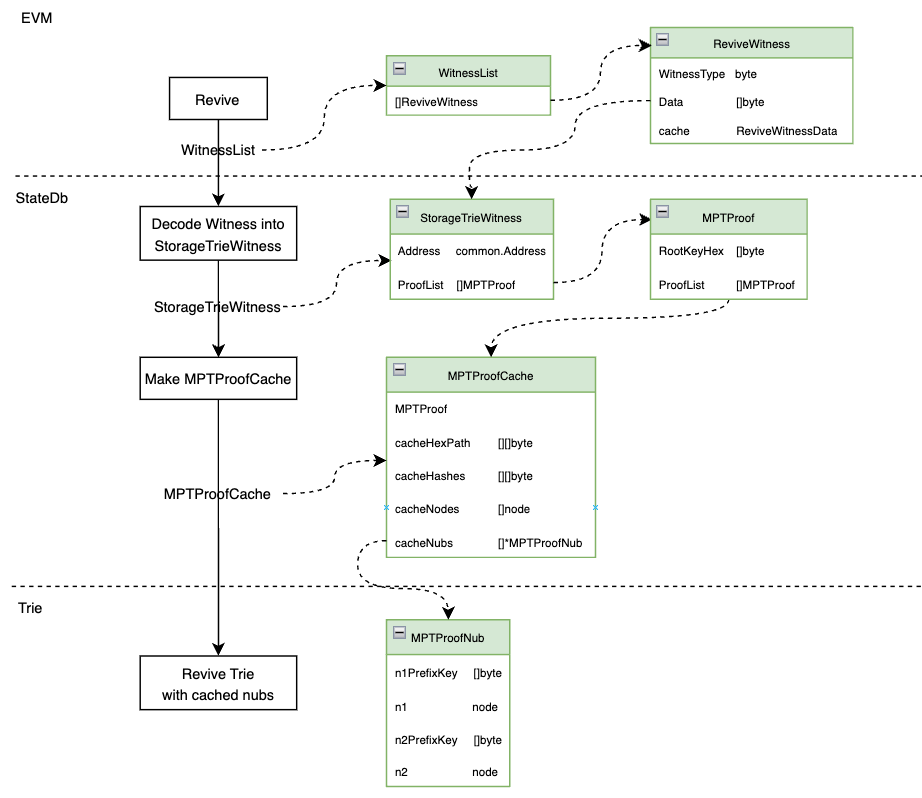 EVM
Revive
WitnessList
WitnessList
[]ReviveWitness
ReviveWitness
WitnessType byte
Data []byte
cache ReviveWitnessData
StateDb
Decode Witness into
StorageTrieWitness
StorageTrieWitness
StorageTrieWitness
Address common.Address
ProofList []MPTProof
MPTProof
RootKeyHex []byte
ProofList []MPTProof
Make MPTProofCache
MPTProofCache
MPTProofCache
MPTProof
cacheHexPath [][]byte
cacheHashes [][]byte
cacheNodes []node
cacheNubs []*MPTProofNub
Trie
Revive Trie
with cached nubs
MPTProofNub
n1PrefixKey []byte
n1 node
n2PrefixKey []byte
n2 node